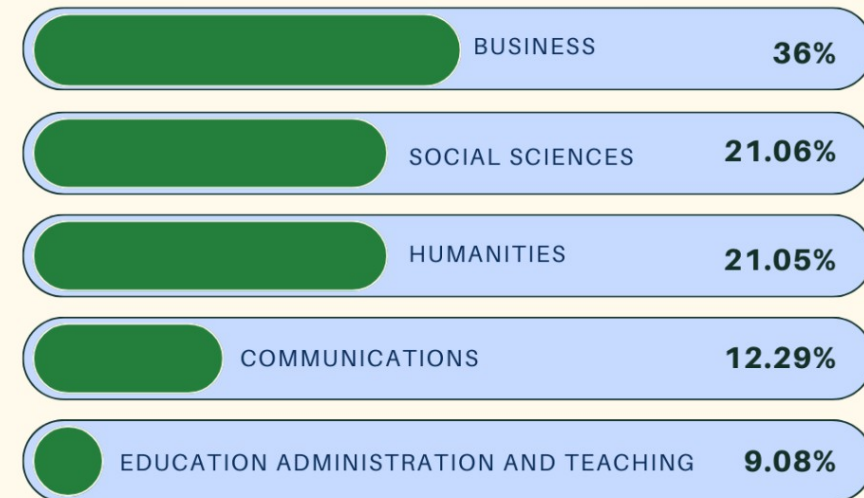 BUSINESS 36%
SOCIAL SCIENCES 21.06%
HUMANITIES 21.05%
COMMUNICATIONS 12.29%
EDUCATION ADMINISTRATION AND TEACHING 9.08%